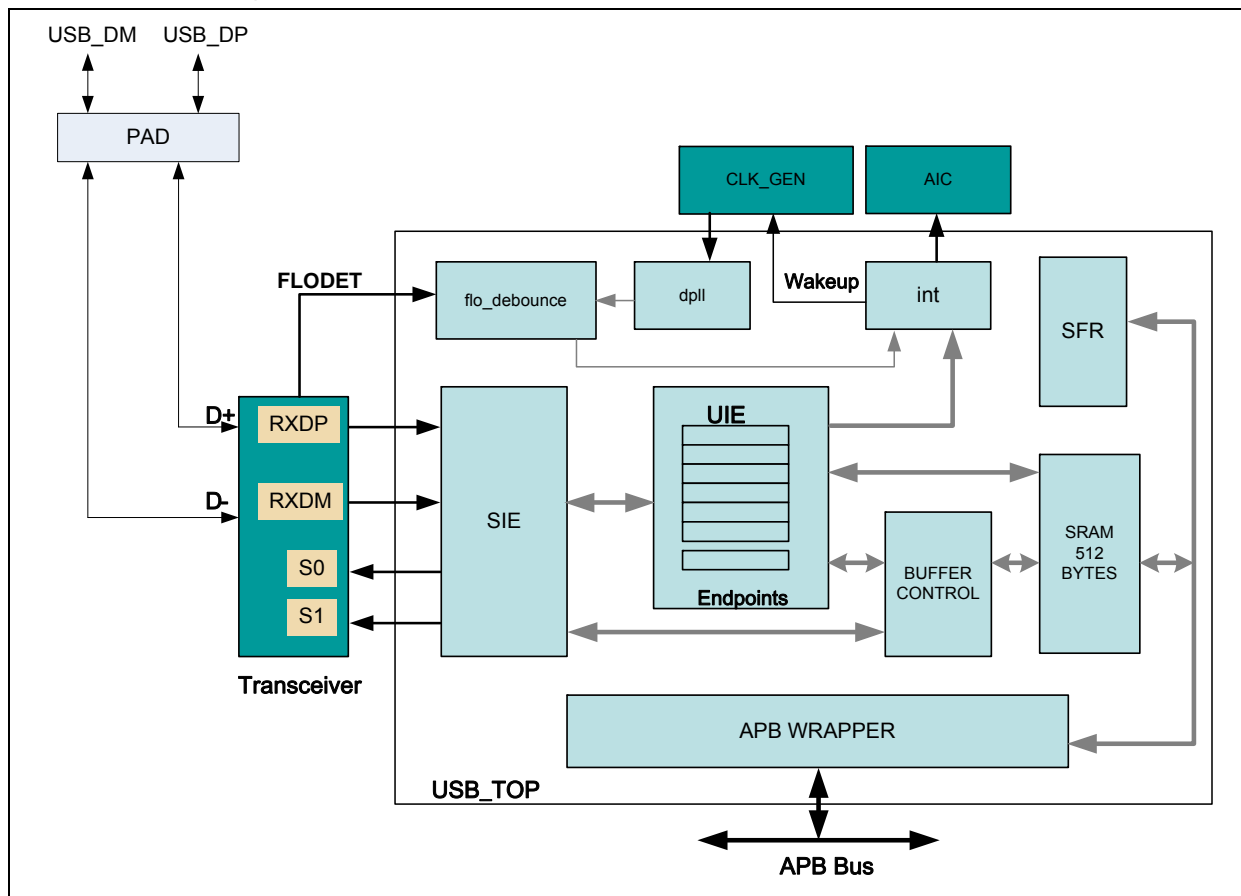 USB_DM
USB_DP
PAD
CLK_GEN
AIC
FLODET
flo_debounce
dpll
Wakeup
int
SFR
D+
RXDP
UIE
D-
RXDM
SIE
SRAM
512
BYTES
S0
BUFFER
CONTROL
S1
Endpoints
Transceiver
APB WRAPPER
USB_TOP
APB Bus